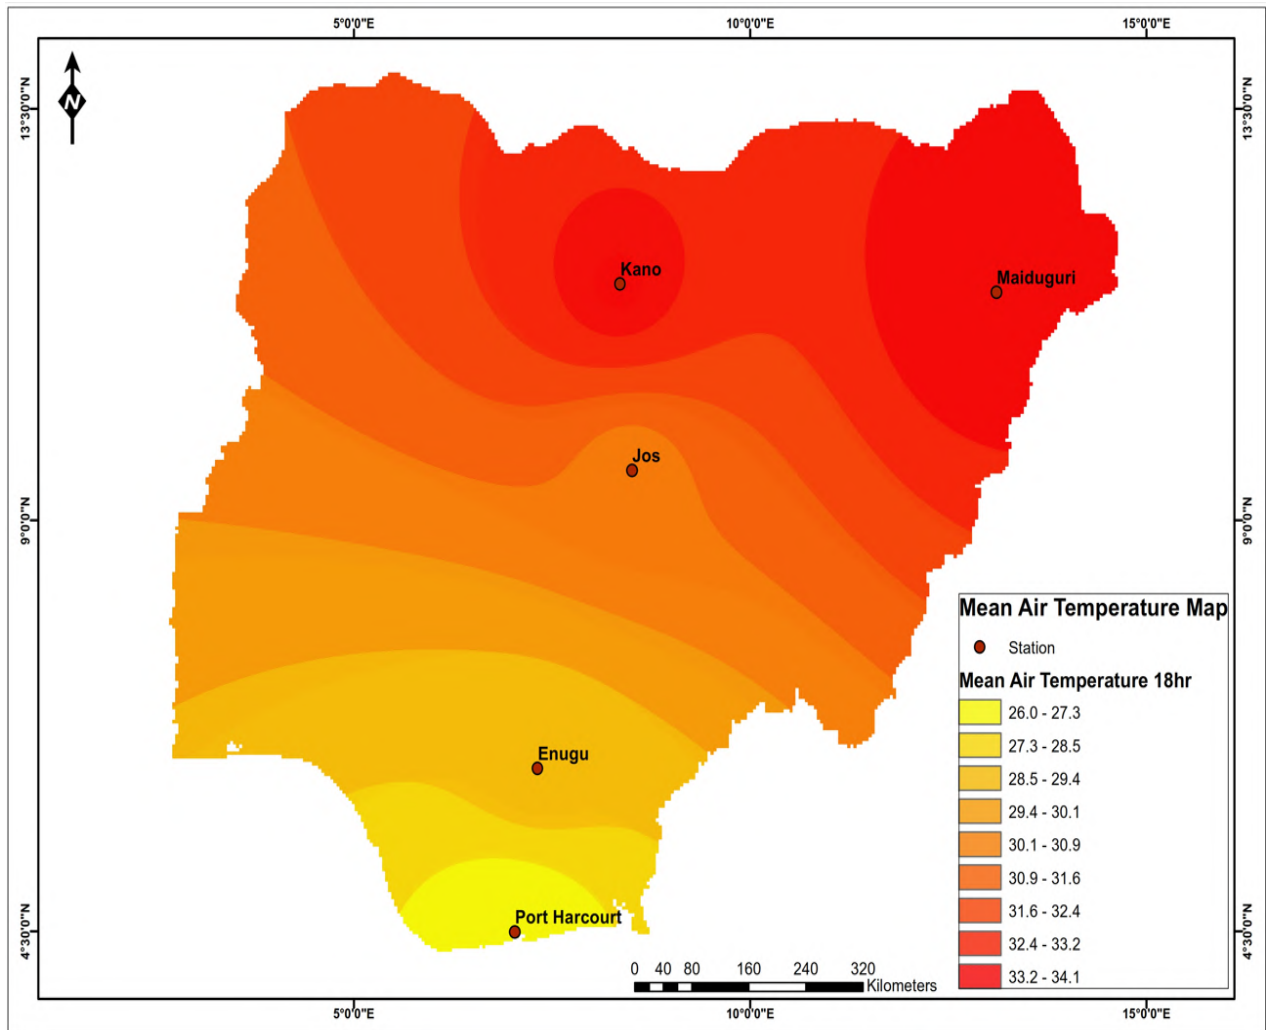 5°0'0"E 10°0'0"E 15°0'0"E
N
13°30'0"N 13°30'0"N
Kano
Maiduguri
Jos
9°0'0"N 9°0'0"N
Mean Air Temperature Map
Station
Mean Air Temperature 18hr
26.0 - 27.3
27.3 - 28.5
28.5 - 29.4
29.4 - 30.1
30.1 - 30.9
30.9 - 31.6
31.6 - 32.4
32.4 - 33.2
33.2 - 34.1
Enugu
Port Harcourt
4°30'0"N 4°30'0"N
0 40 80 160 240 320
Kilometers
5°0'0"E 10°0'0"E 15°0'0"E